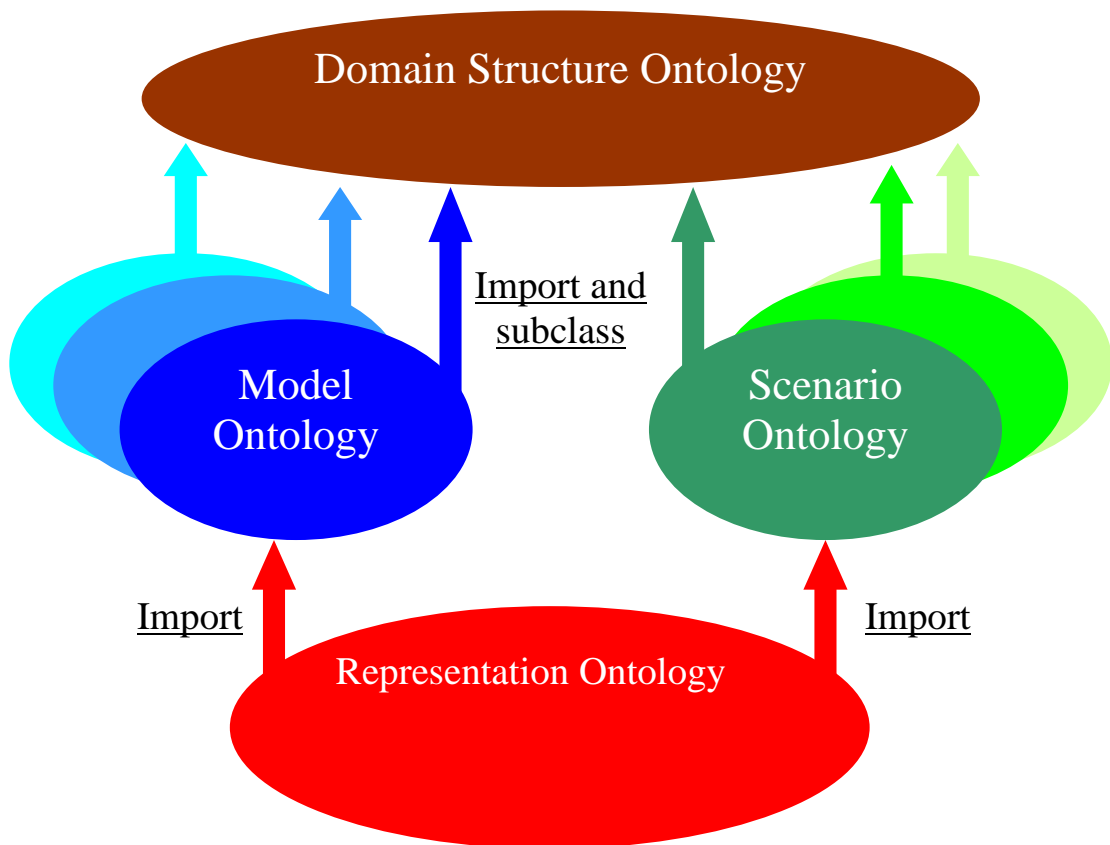 Domain Structure Ontology
Import and
subclass
Model
Ontology
Scenario
Ontology
Import
Import
Representation Ontology